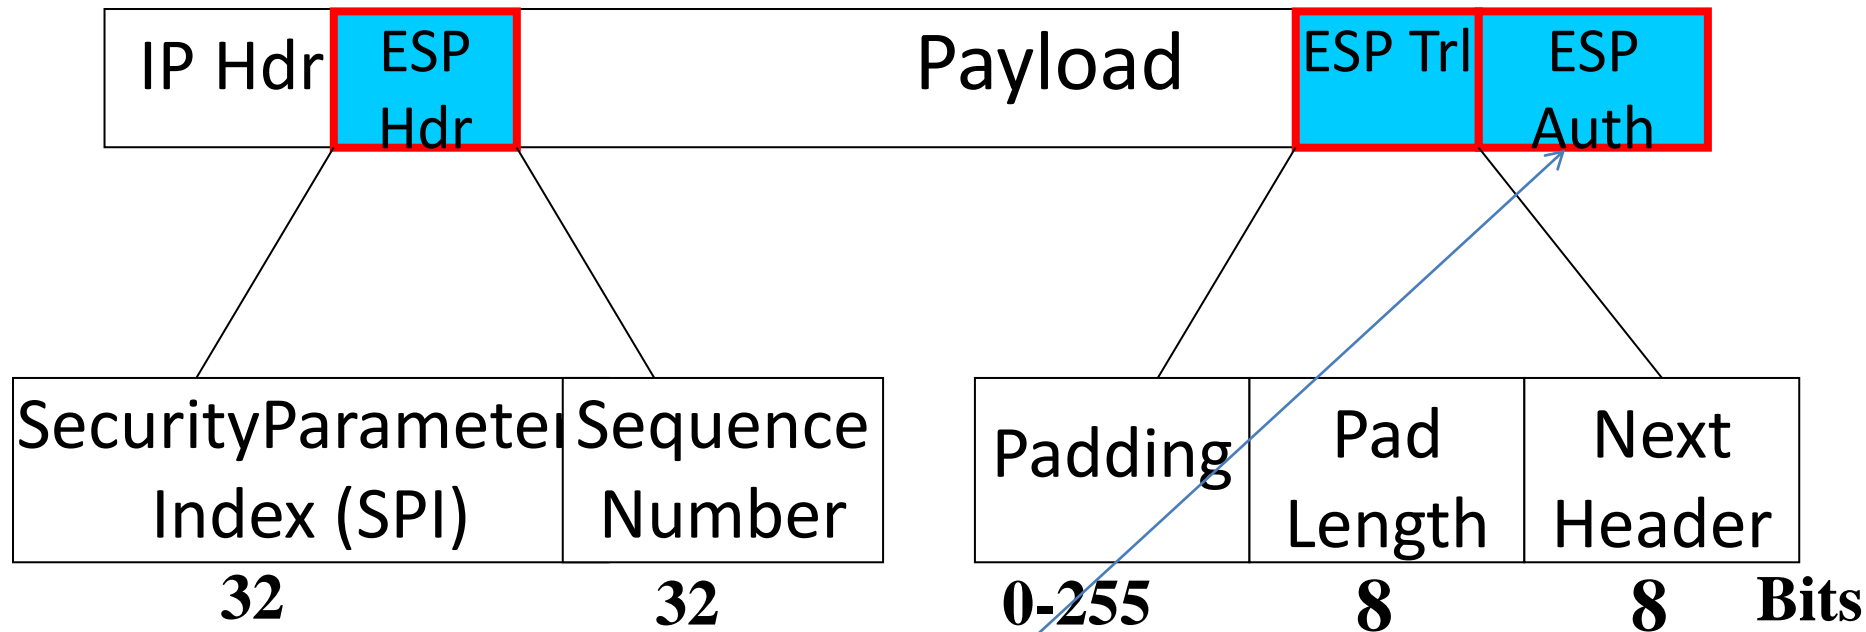 IP Hdr
ESP
Hdr
Payload
ESP Trl
ESP
Auth
SecurityParameter
Index (SPI)
Sequence
Number
Padding
Pad
Length
Next
Header
32
32
0-255
8
8
Bits